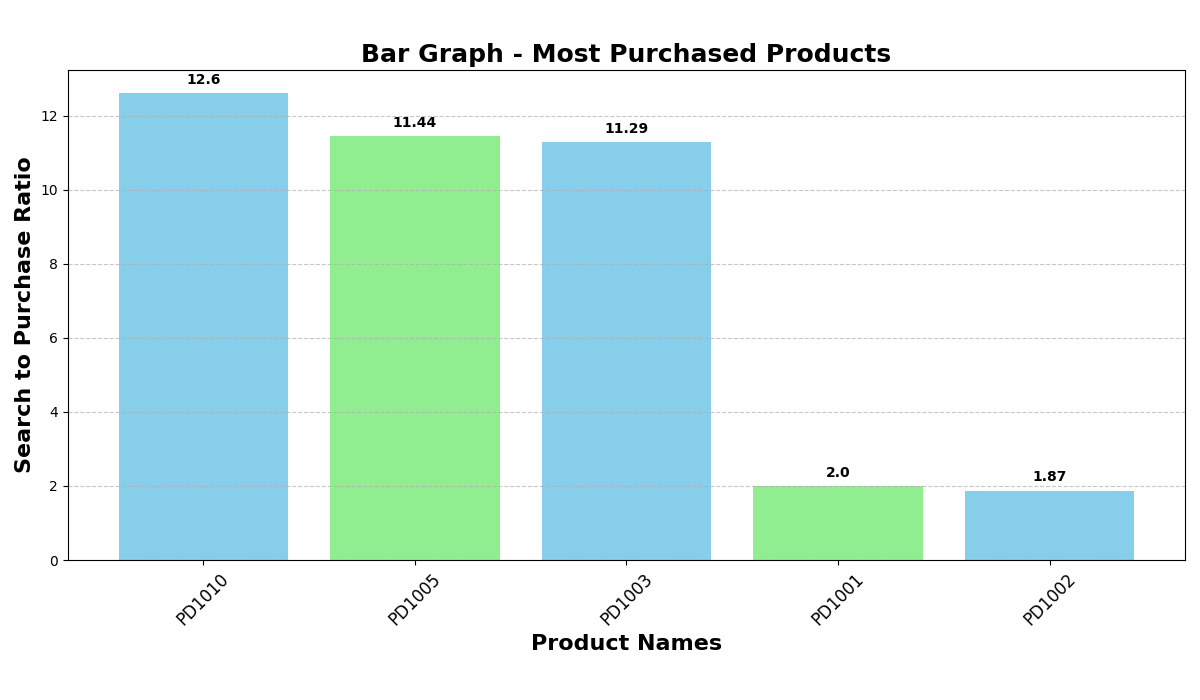 Bar Graph - Most Purchased Products
Search to Purchase Ratio
12
10
8
6
4
2
0
12.6
11.44
11.29
2.0
1.87
PD1010
PD1005
PD1003
PD1001
PD1002
Product Names